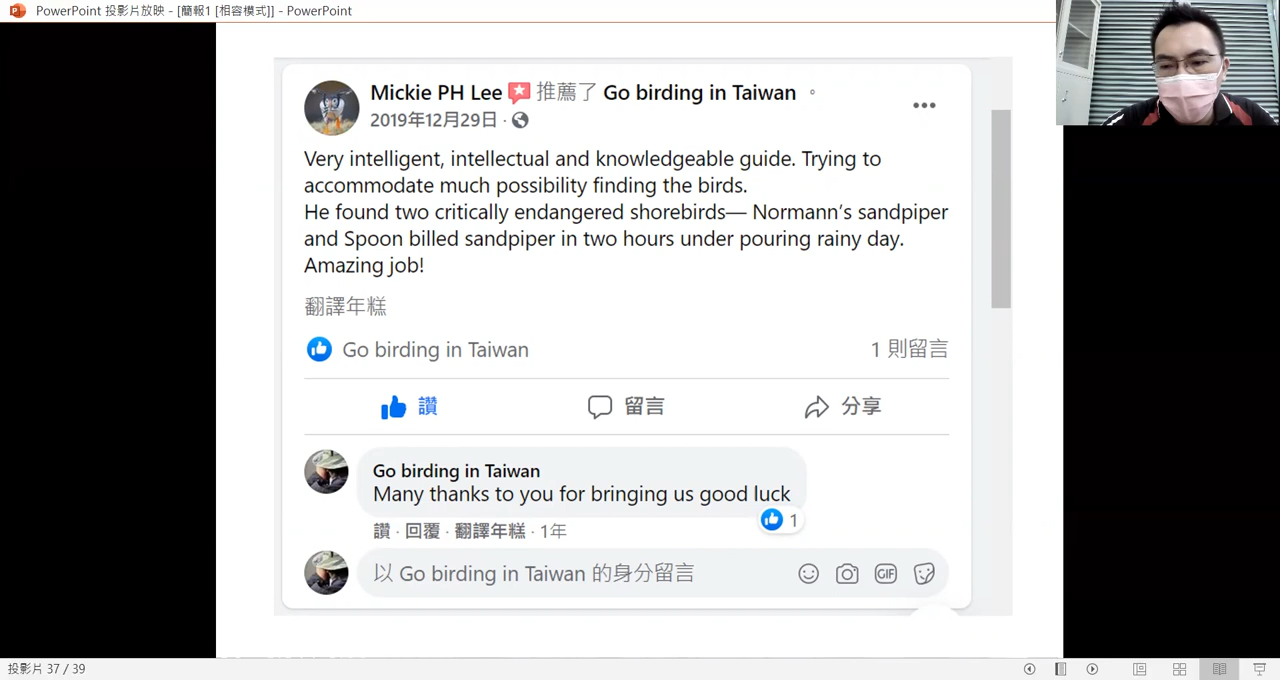 PowerPoint 投影片放映 - [簡報1 [相容模式]] - PowerPoint
Mickie PH Lee 推薦了 Go birding in Taiwan。
2019年12月29日 ·
Very intelligent, intellectual and knowledgeable guide. Trying to
accommodate much possibility finding the birds.
He found two critically endangered shorebirds— Normann's sandpiper
and Spoon billed sandpiper in two hours under pouring rainy day.
Amazing job!
翻譯年糕
Go birding in Taiwan 1 則留言
讚 留言 分享
Go birding in Taiwan
Many thanks to you for bringing us good luck
1
讚 · 回覆 · 翻譯年糕 · 1年
以 Go birding in Taiwan 的身分留言
GIF
投影片 37 / 39